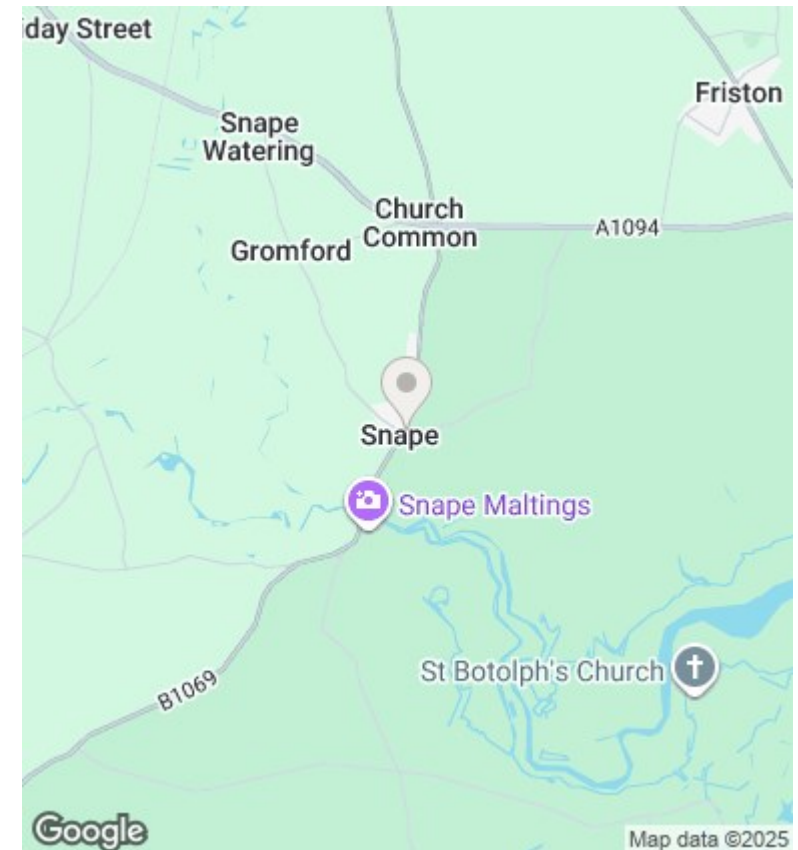 iday Street
Friston
Snape
Watering
Church
Common
A1094
Gromford
Snape
Snape Maltings
St Botolph's Church
B1069
Google
Map data ©2025